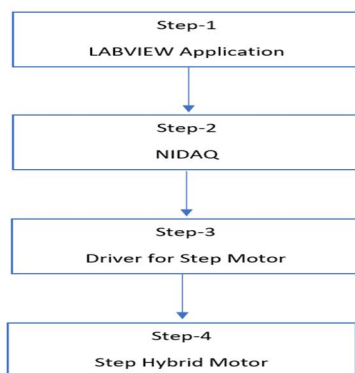 Step-1
LABVIEW Application
Step-2
NIDAQ
Step-3
Driver for Step Motor
Step-4
Step Hybrid Motor